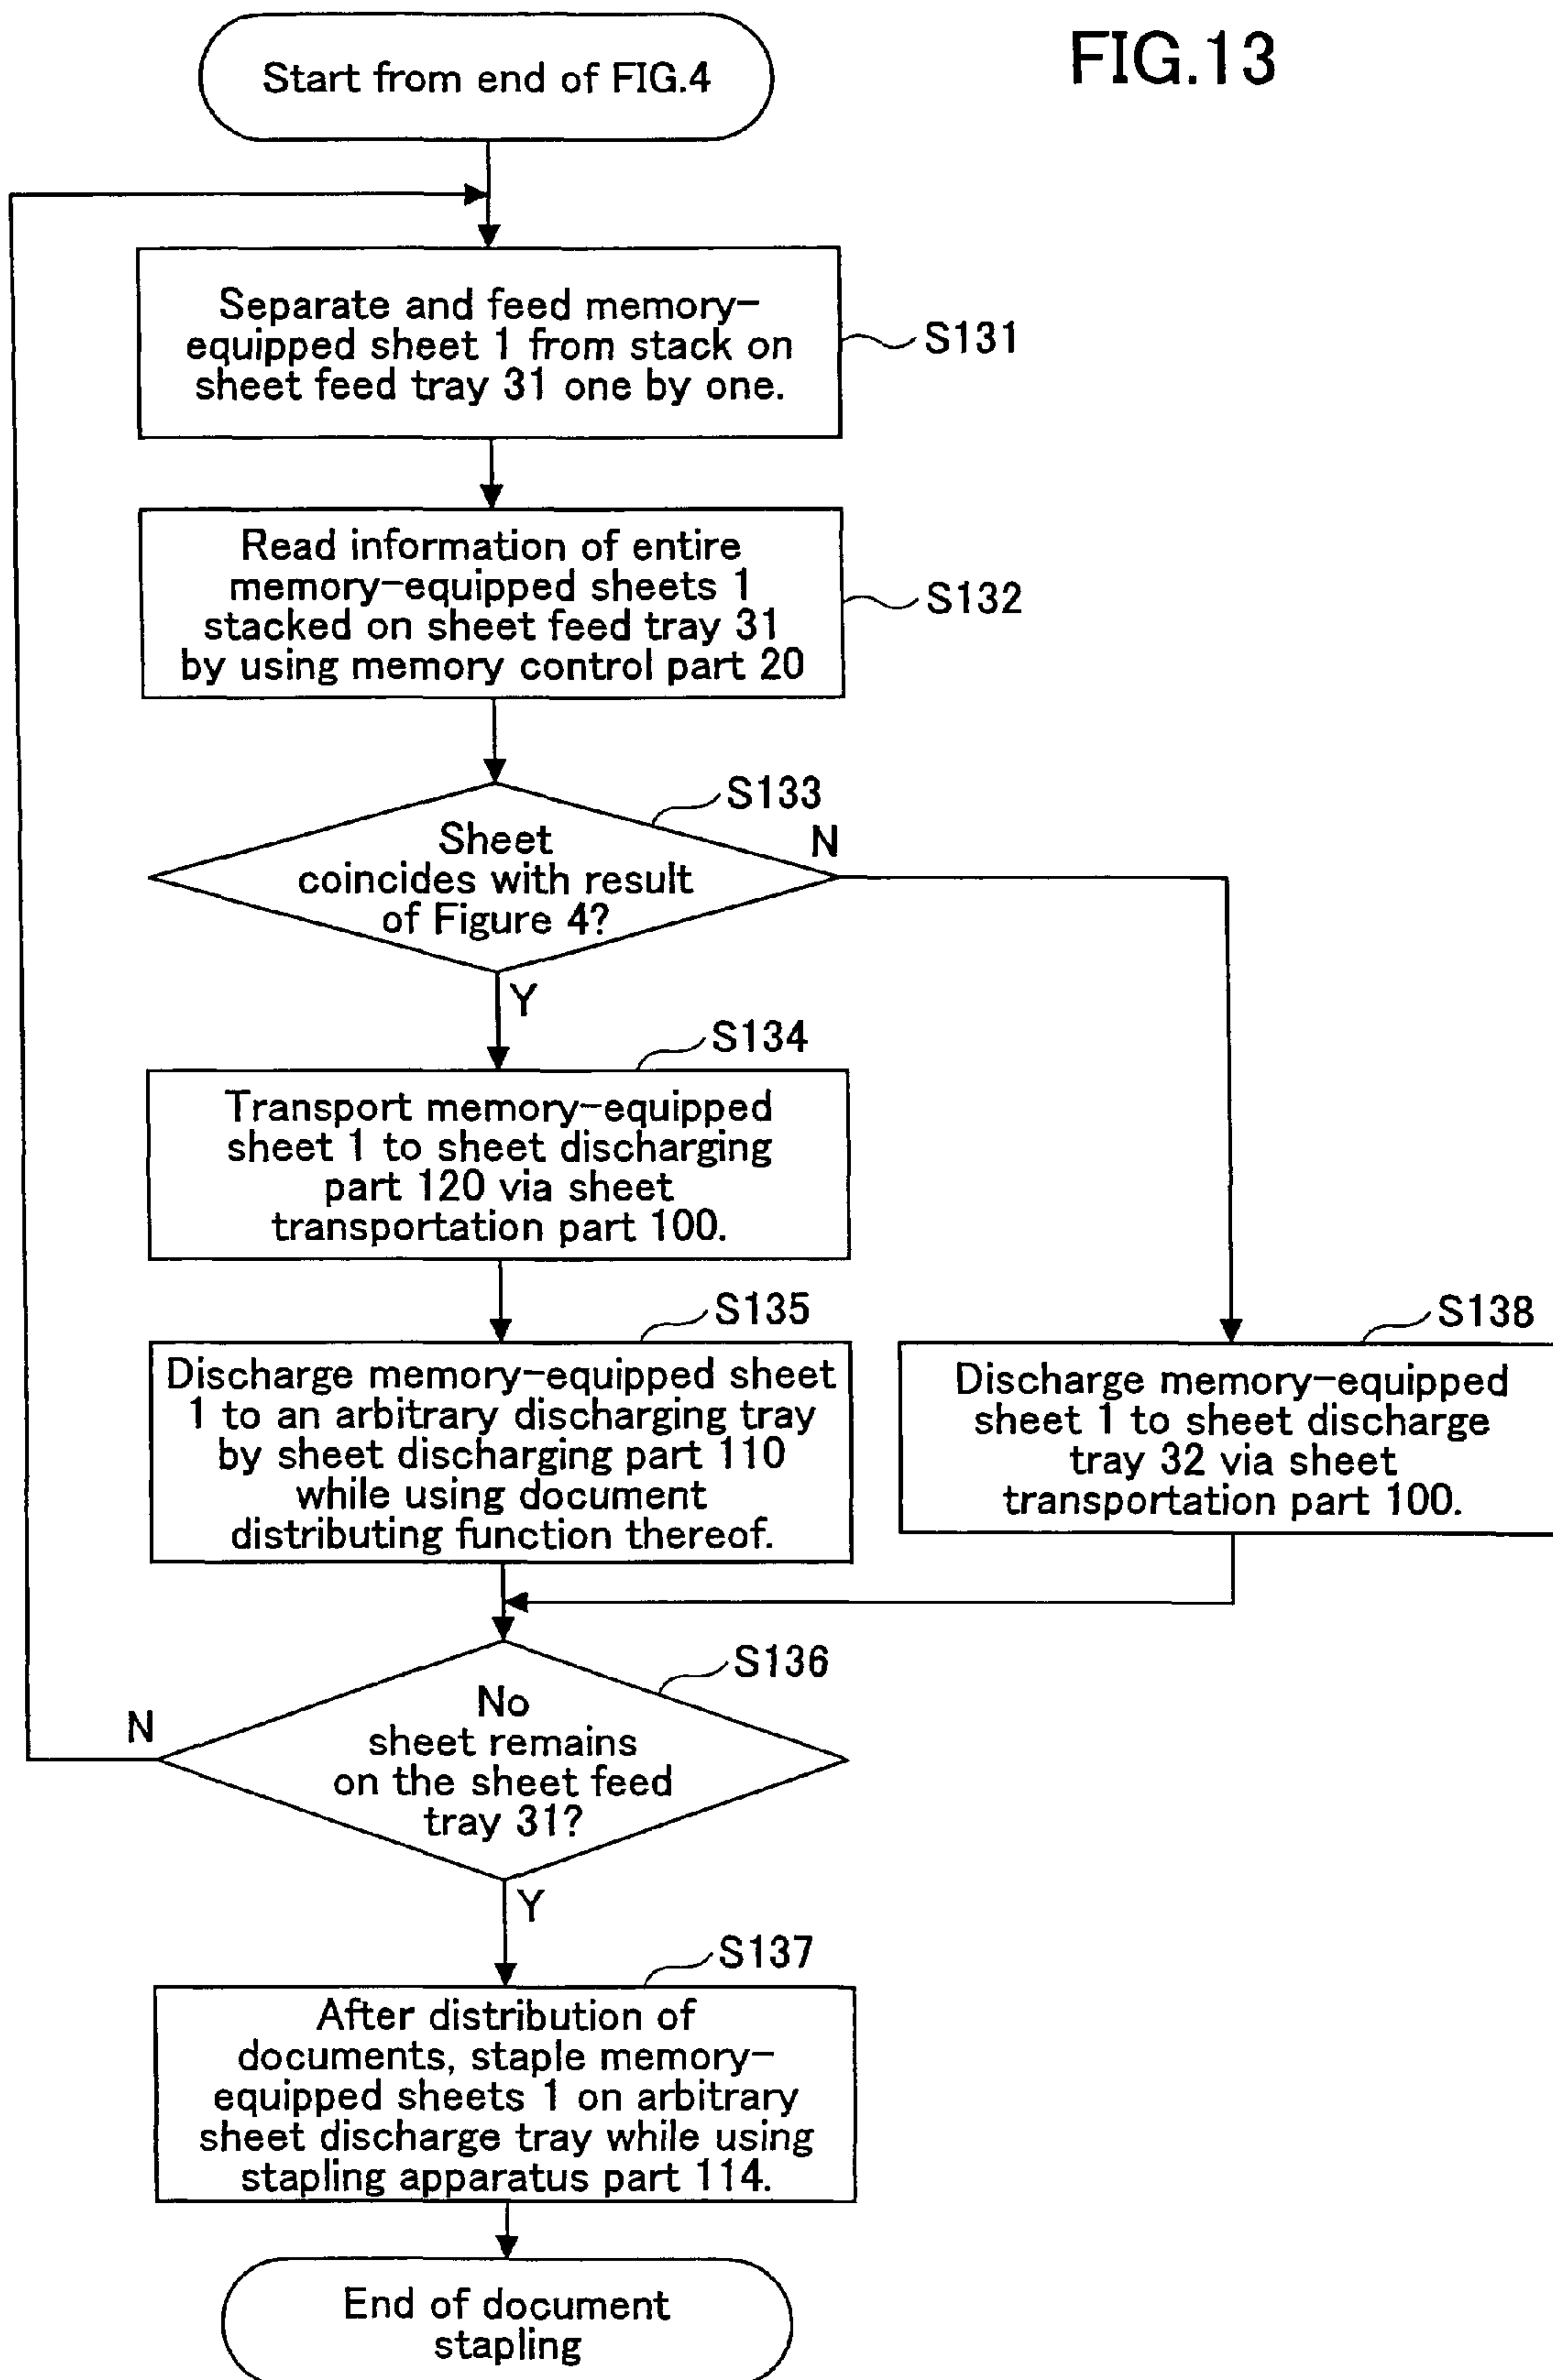 FIG.13
Start from end of FIG.4
Separate and feed memory-
equipped sheet 1 from stack on
sheet feed tray 31 one by one.
S131
Read information of entire
memory-equipped sheets 1
stacked on sheet feed tray 31
by using memory control part 20
S132
S133
Sheet
coincides with result
of Figure 4?
N
Y
S134
Transport memory-equipped
sheet 1 to sheet discharging
part 120 via sheet
transportation part 100.
S135
Discharge memory-equipped sheet
1 to an arbitrary discharging tray
by sheet discharging part 110
while using document
distributing function thereof.
S138
Discharge memory-equipped
sheet 1 to sheet discharge
tray 32 via sheet
transportation part 100.
S136
No
sheet remains
on the sheet feed
tray 31?
N
Y
S137
After distribution of
documents, staple memory-
equipped sheets 1 on arbitrary
sheet discharge tray while using
stapling apparatus part 114.
End of document
stapling